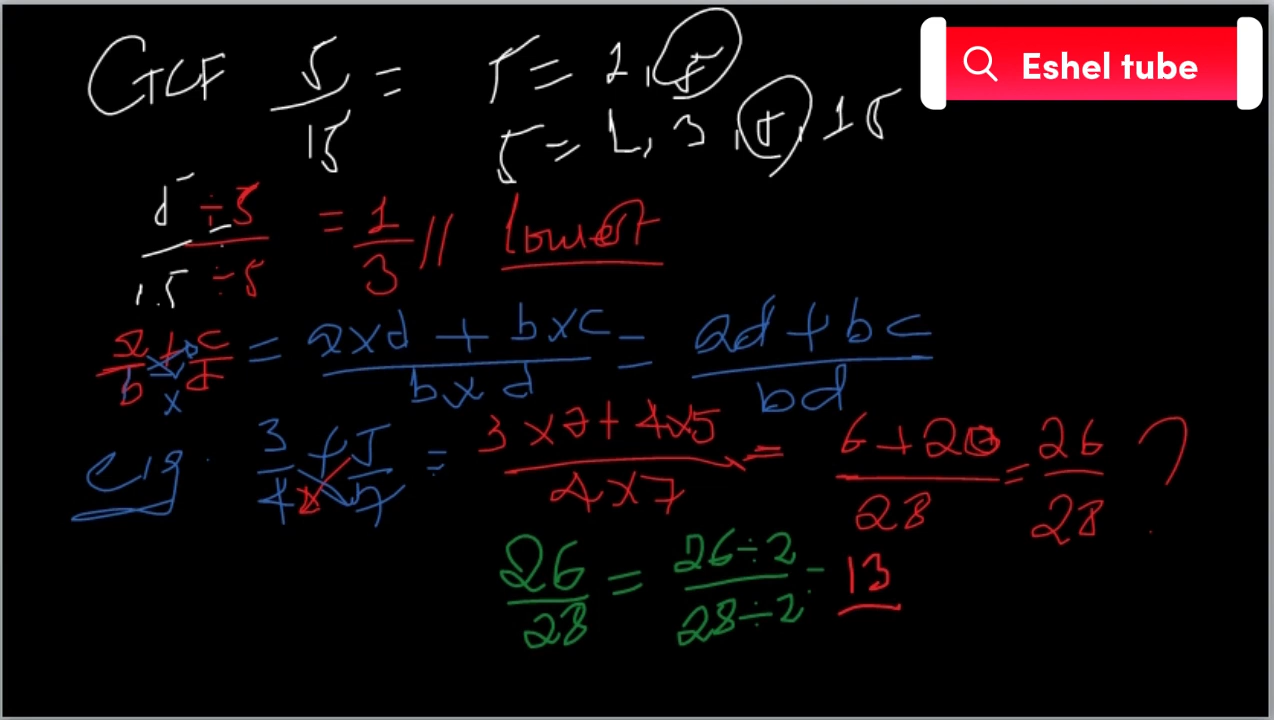 Eshel tube
GCF 5/15 = 5 = 1, 5
5 = 1, 3, 5, 15
5 ÷ 5 / 15 ÷ 5 = 1/3 // lowest
a/b + c/d = a x d + b x c / b x d = ad + bc / bd
e.g. 3/4 + 5/7 = 3 x 7 + 4 x 5 / 4 x 7 = 6 + 20 / 28 = 26/28 ?
26/28 = 26 ÷ 2 / 28 ÷ 2 = 13